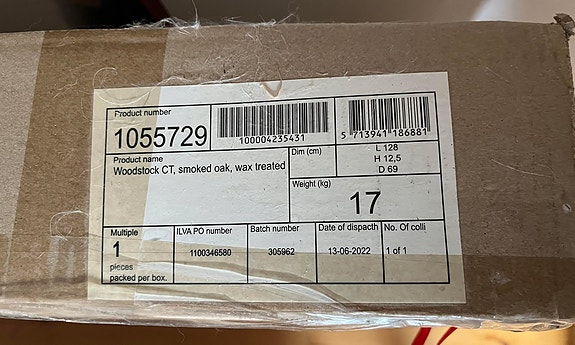 Product number
1055729
100004235431
5 713941 186881
Product name
Woodstock CT, smoked oak, wax treated
Dim (cm)
L 128
H 12,5
D 69
Weight (kg)
17
Multiple
1
pieces
packed per box.
ILVA PO number
1100346580
Batch number
305962
Date of dispacth
13-06-2022
No. Of colli
1 of 1